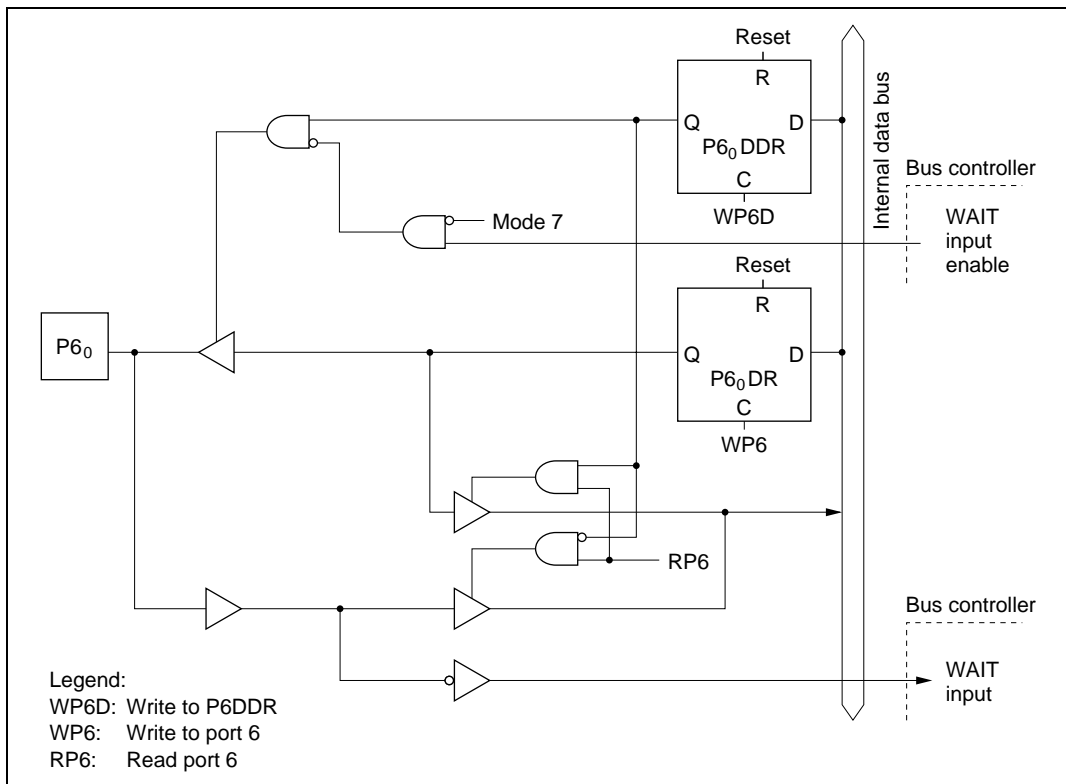 Reset
R
Q
D
P6₀ DDR
C
WP6D
Internal data bus
Bus controller
WAIT
input
enable
Mode 7
Reset
R
P6₀
Q
D
P6₀ DR
C
WP6
RP6
Bus controller
WAIT
input
Legend:
WP6D: Write to P6DDR
WP6: Write to port 6
RP6: Read port 6